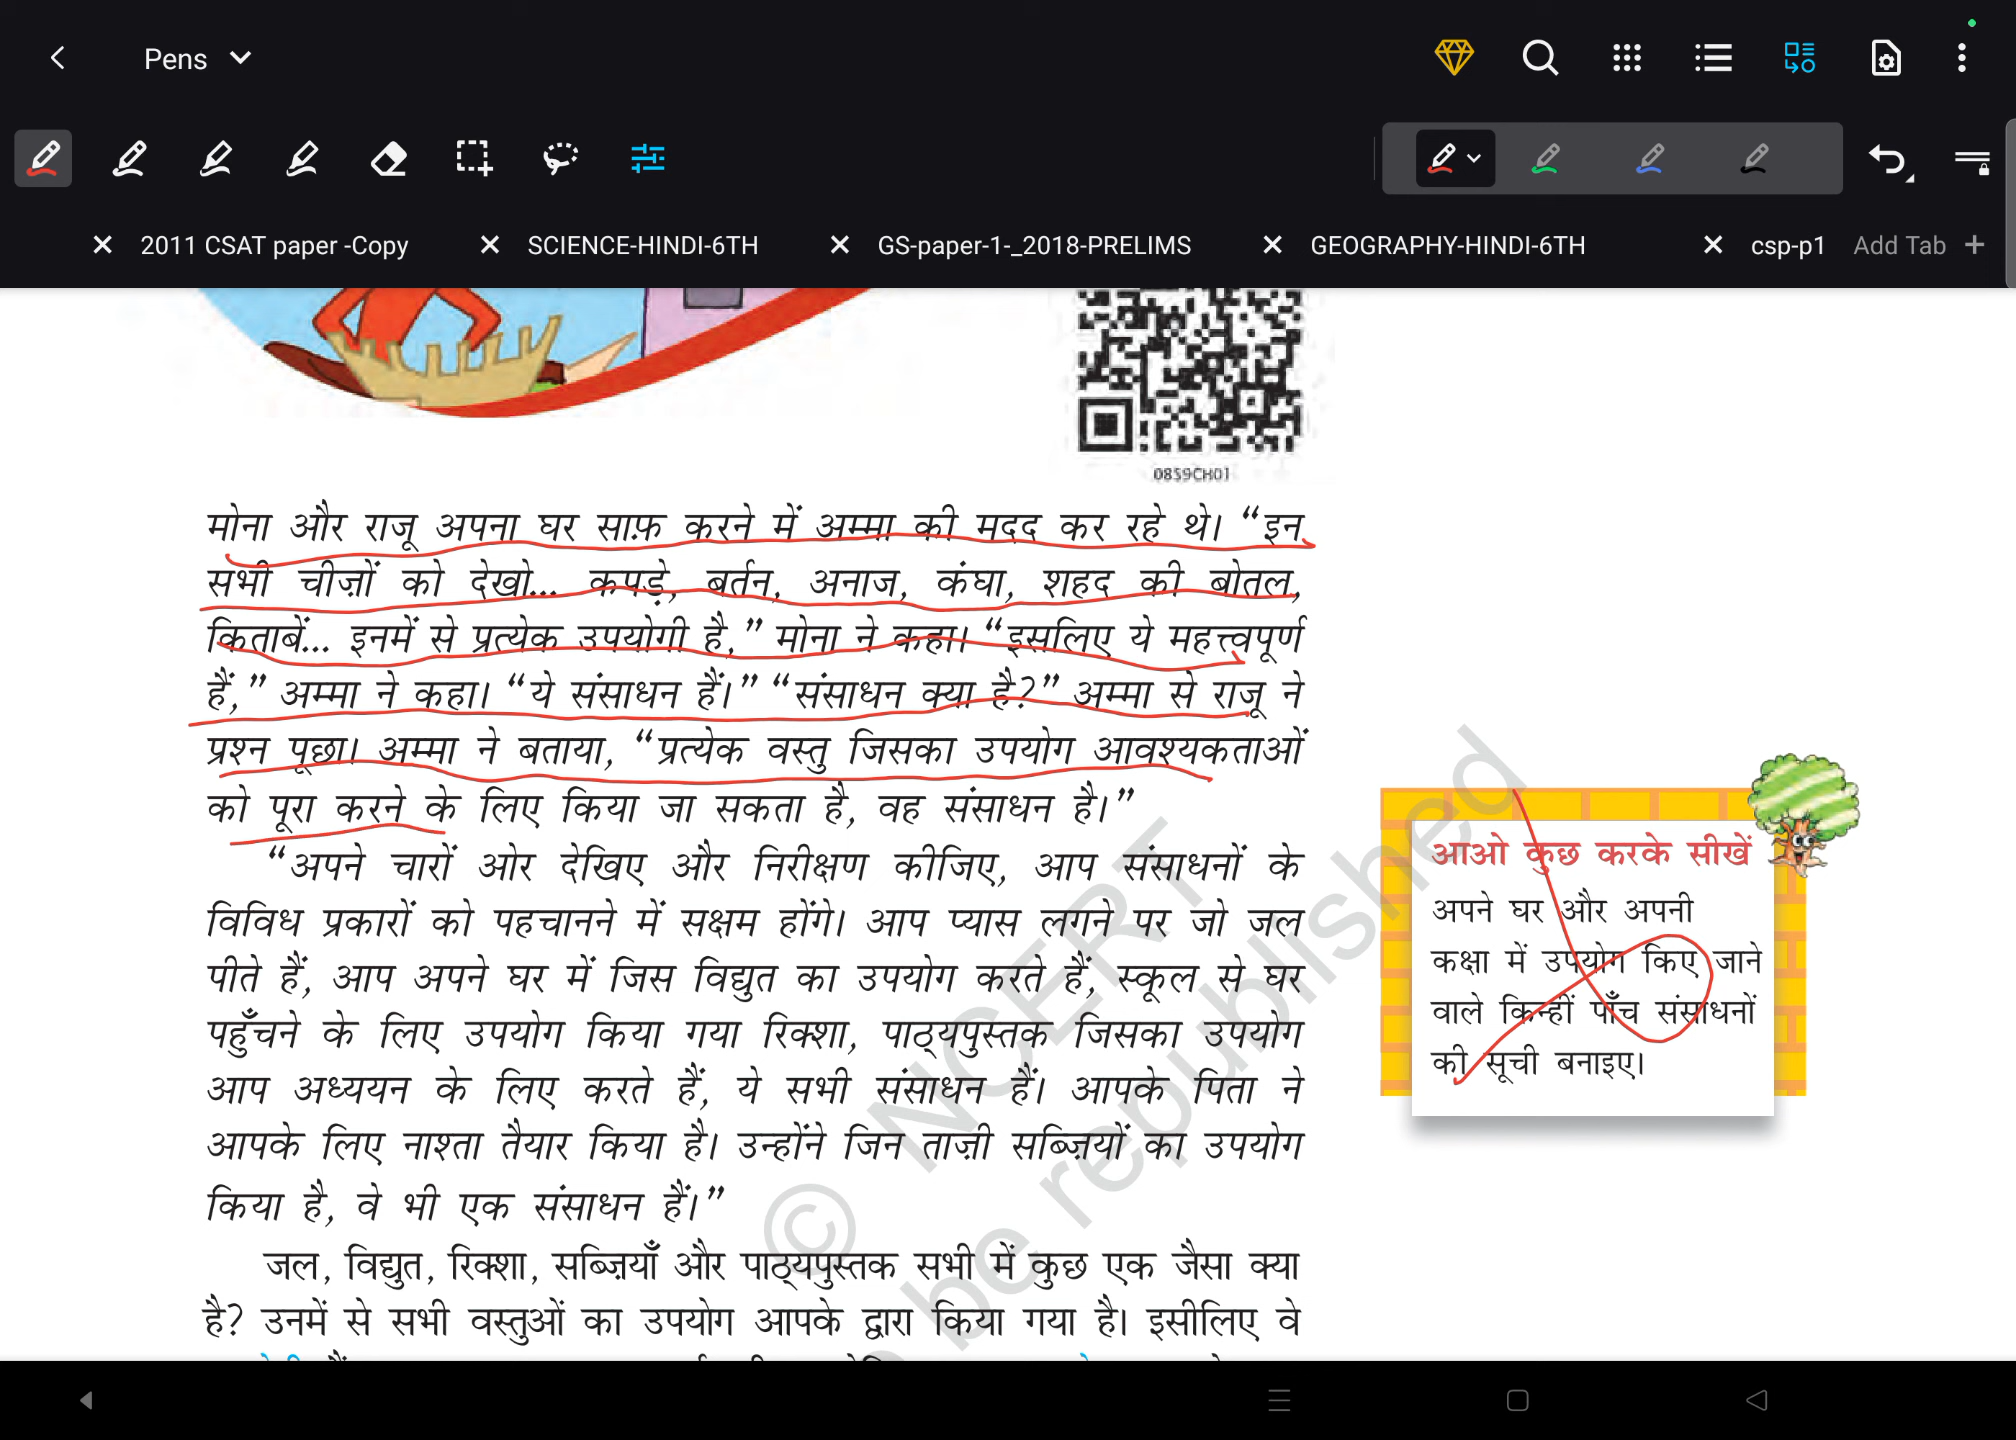 Pens
2011 CSAT paper -Copy
SCIENCE-HINDI-6TH
GS-paper-1-_2018-PRELIMS
GEOGRAPHY-HINDI-6TH
csp-p1
Add Tab
0859CH01
मोना और राजू अपना घर साफ़ करने में अम्मा की मदद कर रहे थे। “इन
सभी चीज़ों को देखो... कपड़े, बर्तन, अनाज, कंघा, शहद की बोतल,
किताबें... इनमें से प्रत्येक उपयोगी है,” मोना ने कहा। “इसलिए ये महत्त्वपूर्ण
हैं,” अम्मा ने कहा। “ये संसाधन हैं।” “संसाधन क्या है?” अम्मा से राजू ने
प्रश्न पूछा। अम्मा ने बताया, “प्रत्येक वस्तु जिसका उपयोग आवश्यकताओं
को पूरा करने के लिए किया जा सकता है, वह संसाधन है।”
“अपने चारों ओर देखिए और निरीक्षण कीजिए, आप संसाधनों के
विविध प्रकारों को पहचानने में सक्षम होंगे। आप प्यास लगने पर जो जल
पीते हैं, आप अपने घर में जिस विद्युत का उपयोग करते हैं, स्कूल से घर
पहुँचने के लिए उपयोग किया गया रिक्शा, पाठ्यपुस्तक जिसका उपयोग
आप अध्ययन के लिए करते हैं, ये सभी संसाधन हैं। आपके पिता ने
आपके लिए नाश्ता तैयार किया है। उन्होंने जिन ताज़ी सब्ज़ियों का उपयोग
किया है, वे भी एक संसाधन हैं।”
जल, विद्युत, रिक्शा, सब्ज़ियाँ और पाठ्यपुस्तक सभी में कुछ एक जैसा क्या
है? उनमें से सभी वस्तुओं का उपयोग आपके द्वारा किया गया है। इसीलिए वे
आओ कुछ करके सीखें
अपने घर और अपनी
कक्षा में उपयोग किए जाने
वाले किन्हीं पाँच संसाधनों
की सूची बनाइए।
© NCERT
be republished